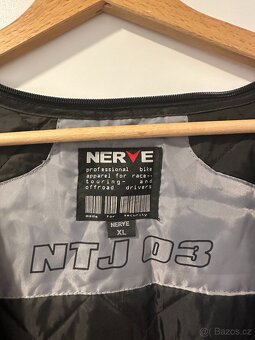 NERVE
professional bike
apparel for race--
touring- and
offroad drivers
made for security
NERVE
XL
NTJ 03
© Bazos.cz